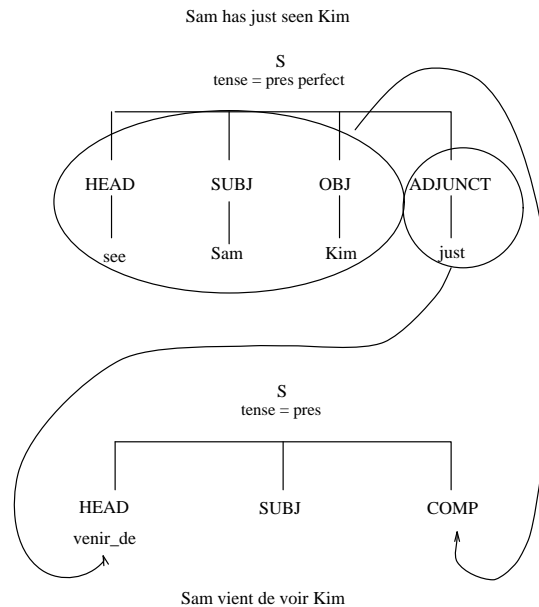 Sam has just seen Kim
S
tense = pres perfect
HEAD SUBJ OBJ ADJUNCT
see Sam Kim just
S
tense = pres
HEAD SUBJ COMP
venir_de
Sam vient de voir Kim